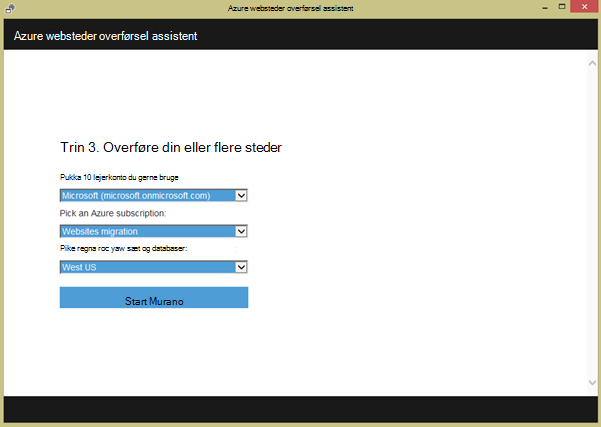 Azure websteder overførsel assistent
Azure websteder overførsel assistent
Trin 3. Overføre din eller flere steder
Pukka 10 lejerkonto du gerne bruge
Microsoft (microsoft.onmicrosoft.com)
Pick an Azure subscription:
Websites migration
Pike regna roc yaw sæt og databaser:
West US
Start Murano